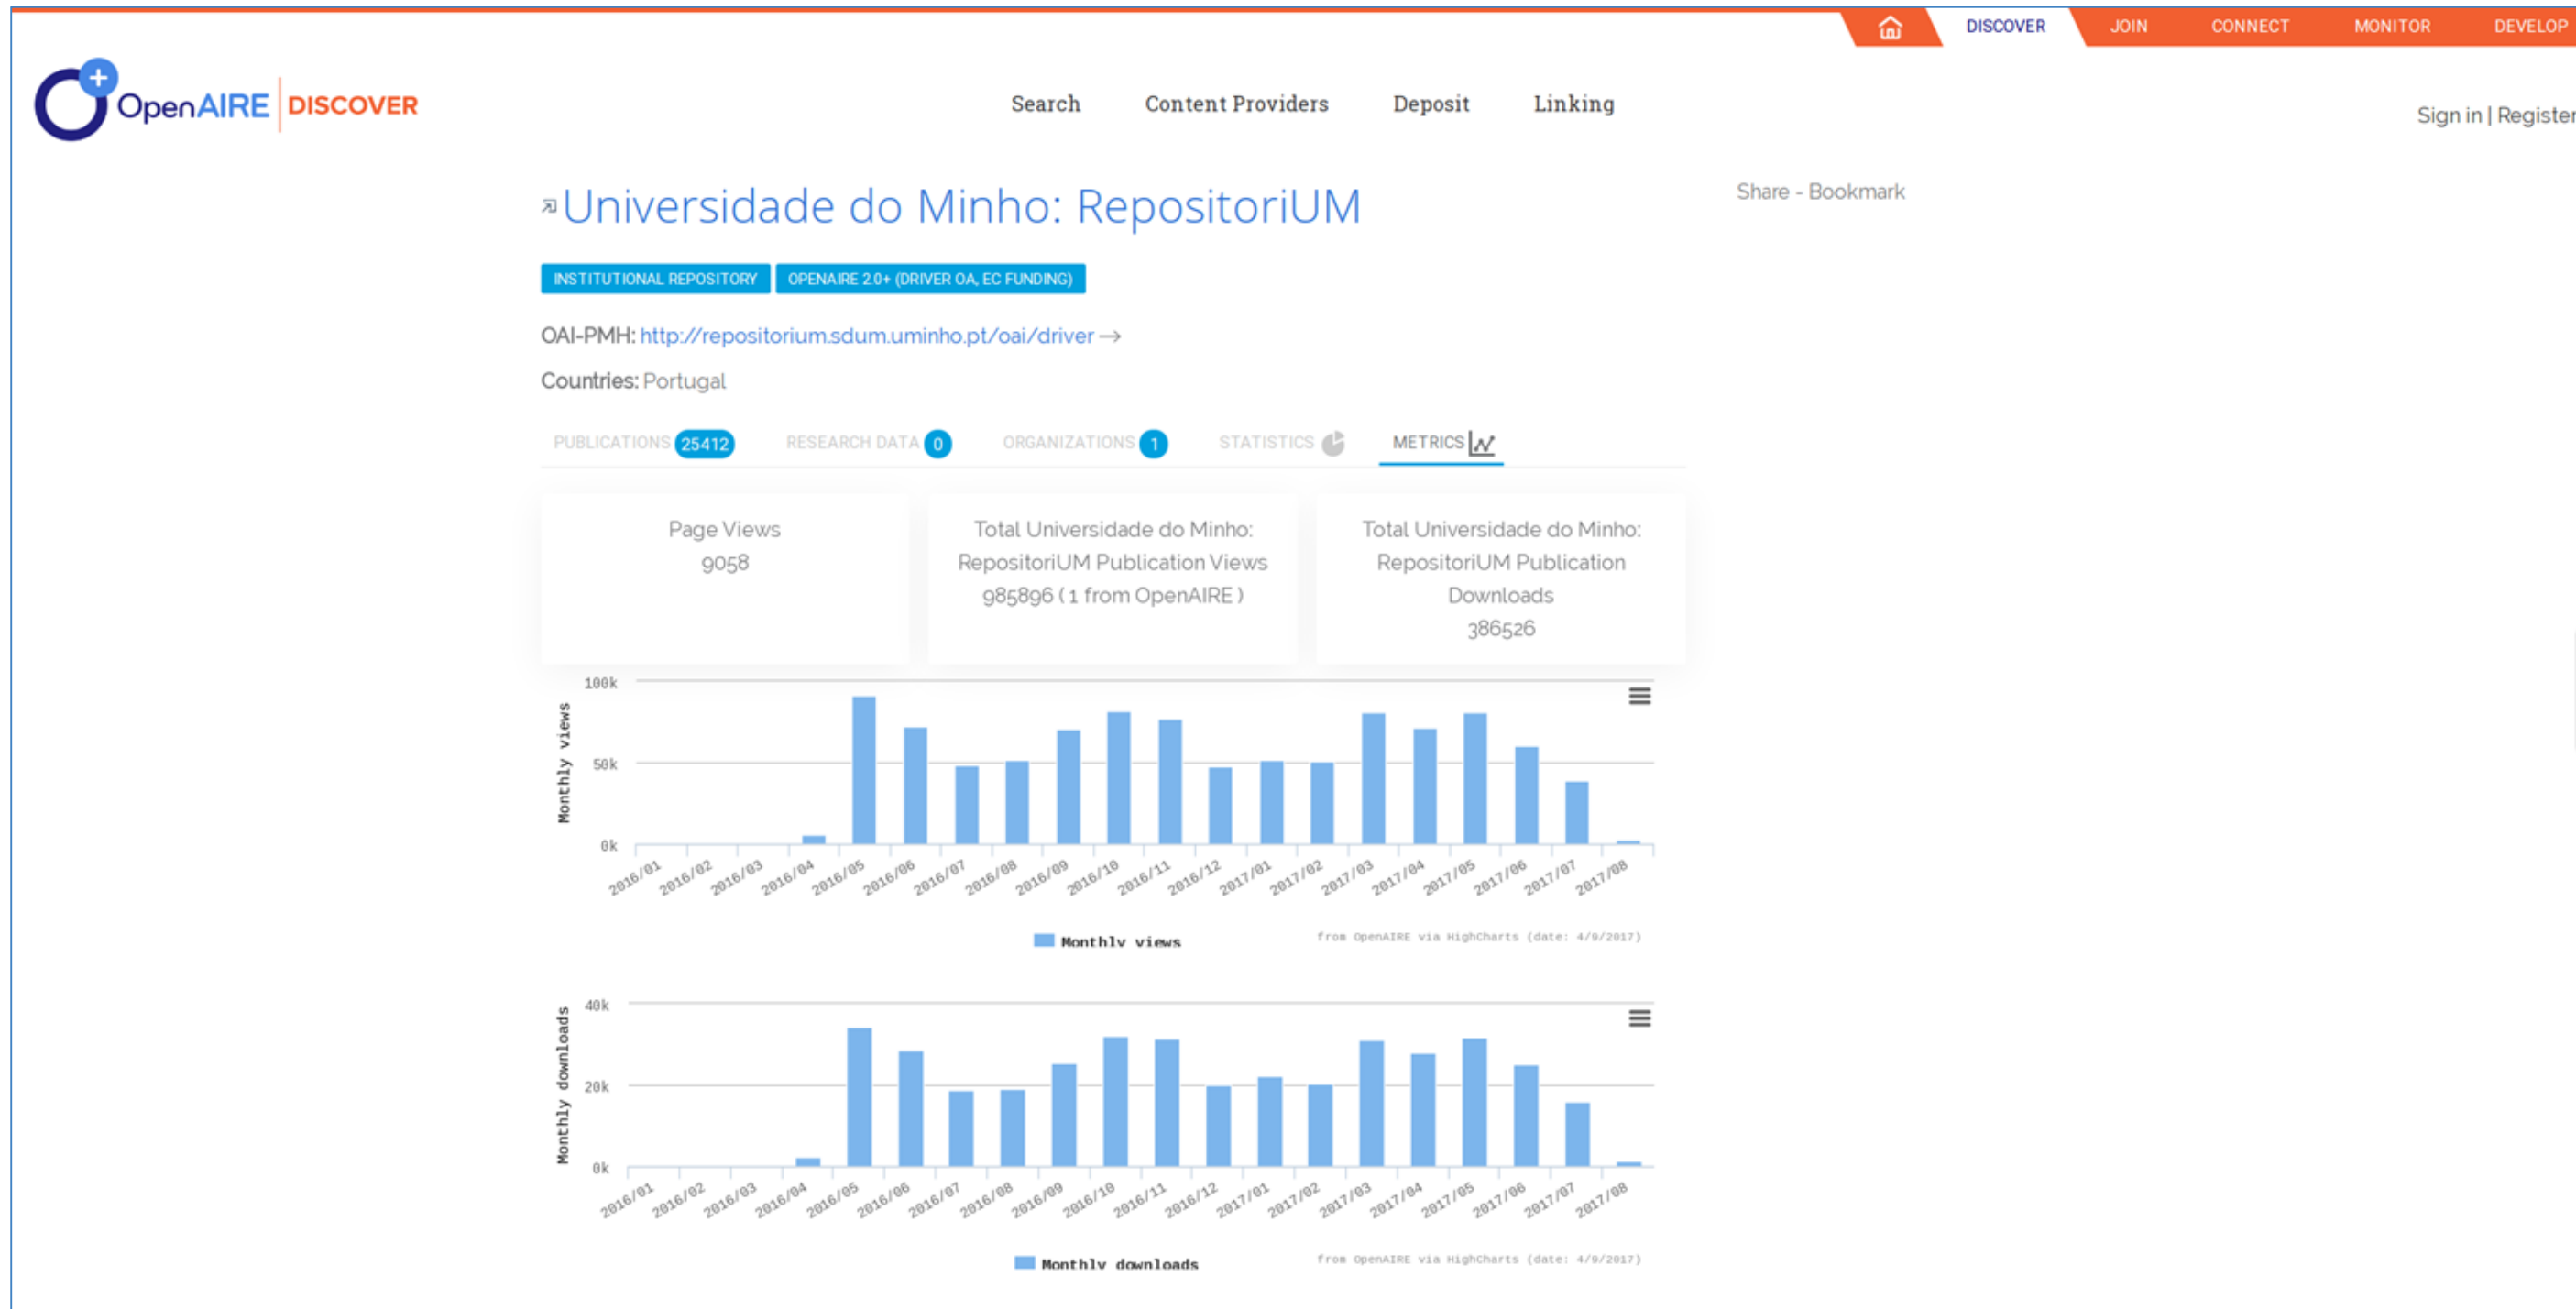 DISCOVER JOIN CONNECT MONITOR DEVELOP
+
OpenAIRE DISCOVER
Search Content Providers Deposit Linking
Sign in | Register
Universidade do Minho: RepositoriUM
Share - Bookmark
INSTITUTIONAL REPOSITORY OPENAIRE 2.0+ (DRIVER OA, EC FUNDING)
OAI-PMH: http://repositorium.sdum.uminho.pt/oai/driver →
Countries: Portugal
PUBLICATIONS 25412 RESEARCH DATA 0 ORGANIZATIONS 1 STATISTICS METRICS
Page Views
9058
Total Universidade do Minho:
RepositoriUM Publication Views
985896 ( 1 from OpenAIRE )
Total Universidade do Minho:
RepositoriUM Publication
Downloads
386526
Monthly views
100k
50k
0k
2016/01 2016/02 2016/03 2016/04 2016/05 2016/06 2016/07 2016/08 2016/09 2016/10 2016/11 2016/12 2017/01 2017/02 2017/03 2017/04 2017/05 2017/06 2017/07 2017/08
Monthly views
from OpenAIRE via HighCharts (date: 4/9/2017)
Monthly downloads
40k
20k
0k
2016/01 2016/02 2016/03 2016/04 2016/05 2016/06 2016/07 2016/08 2016/09 2016/10 2016/11 2016/12 2017/01 2017/02 2017/03 2017/04 2017/05 2017/06 2017/07 2017/08
Monthly downloads
from OpenAIRE via HighCharts (date: 4/9/2017)